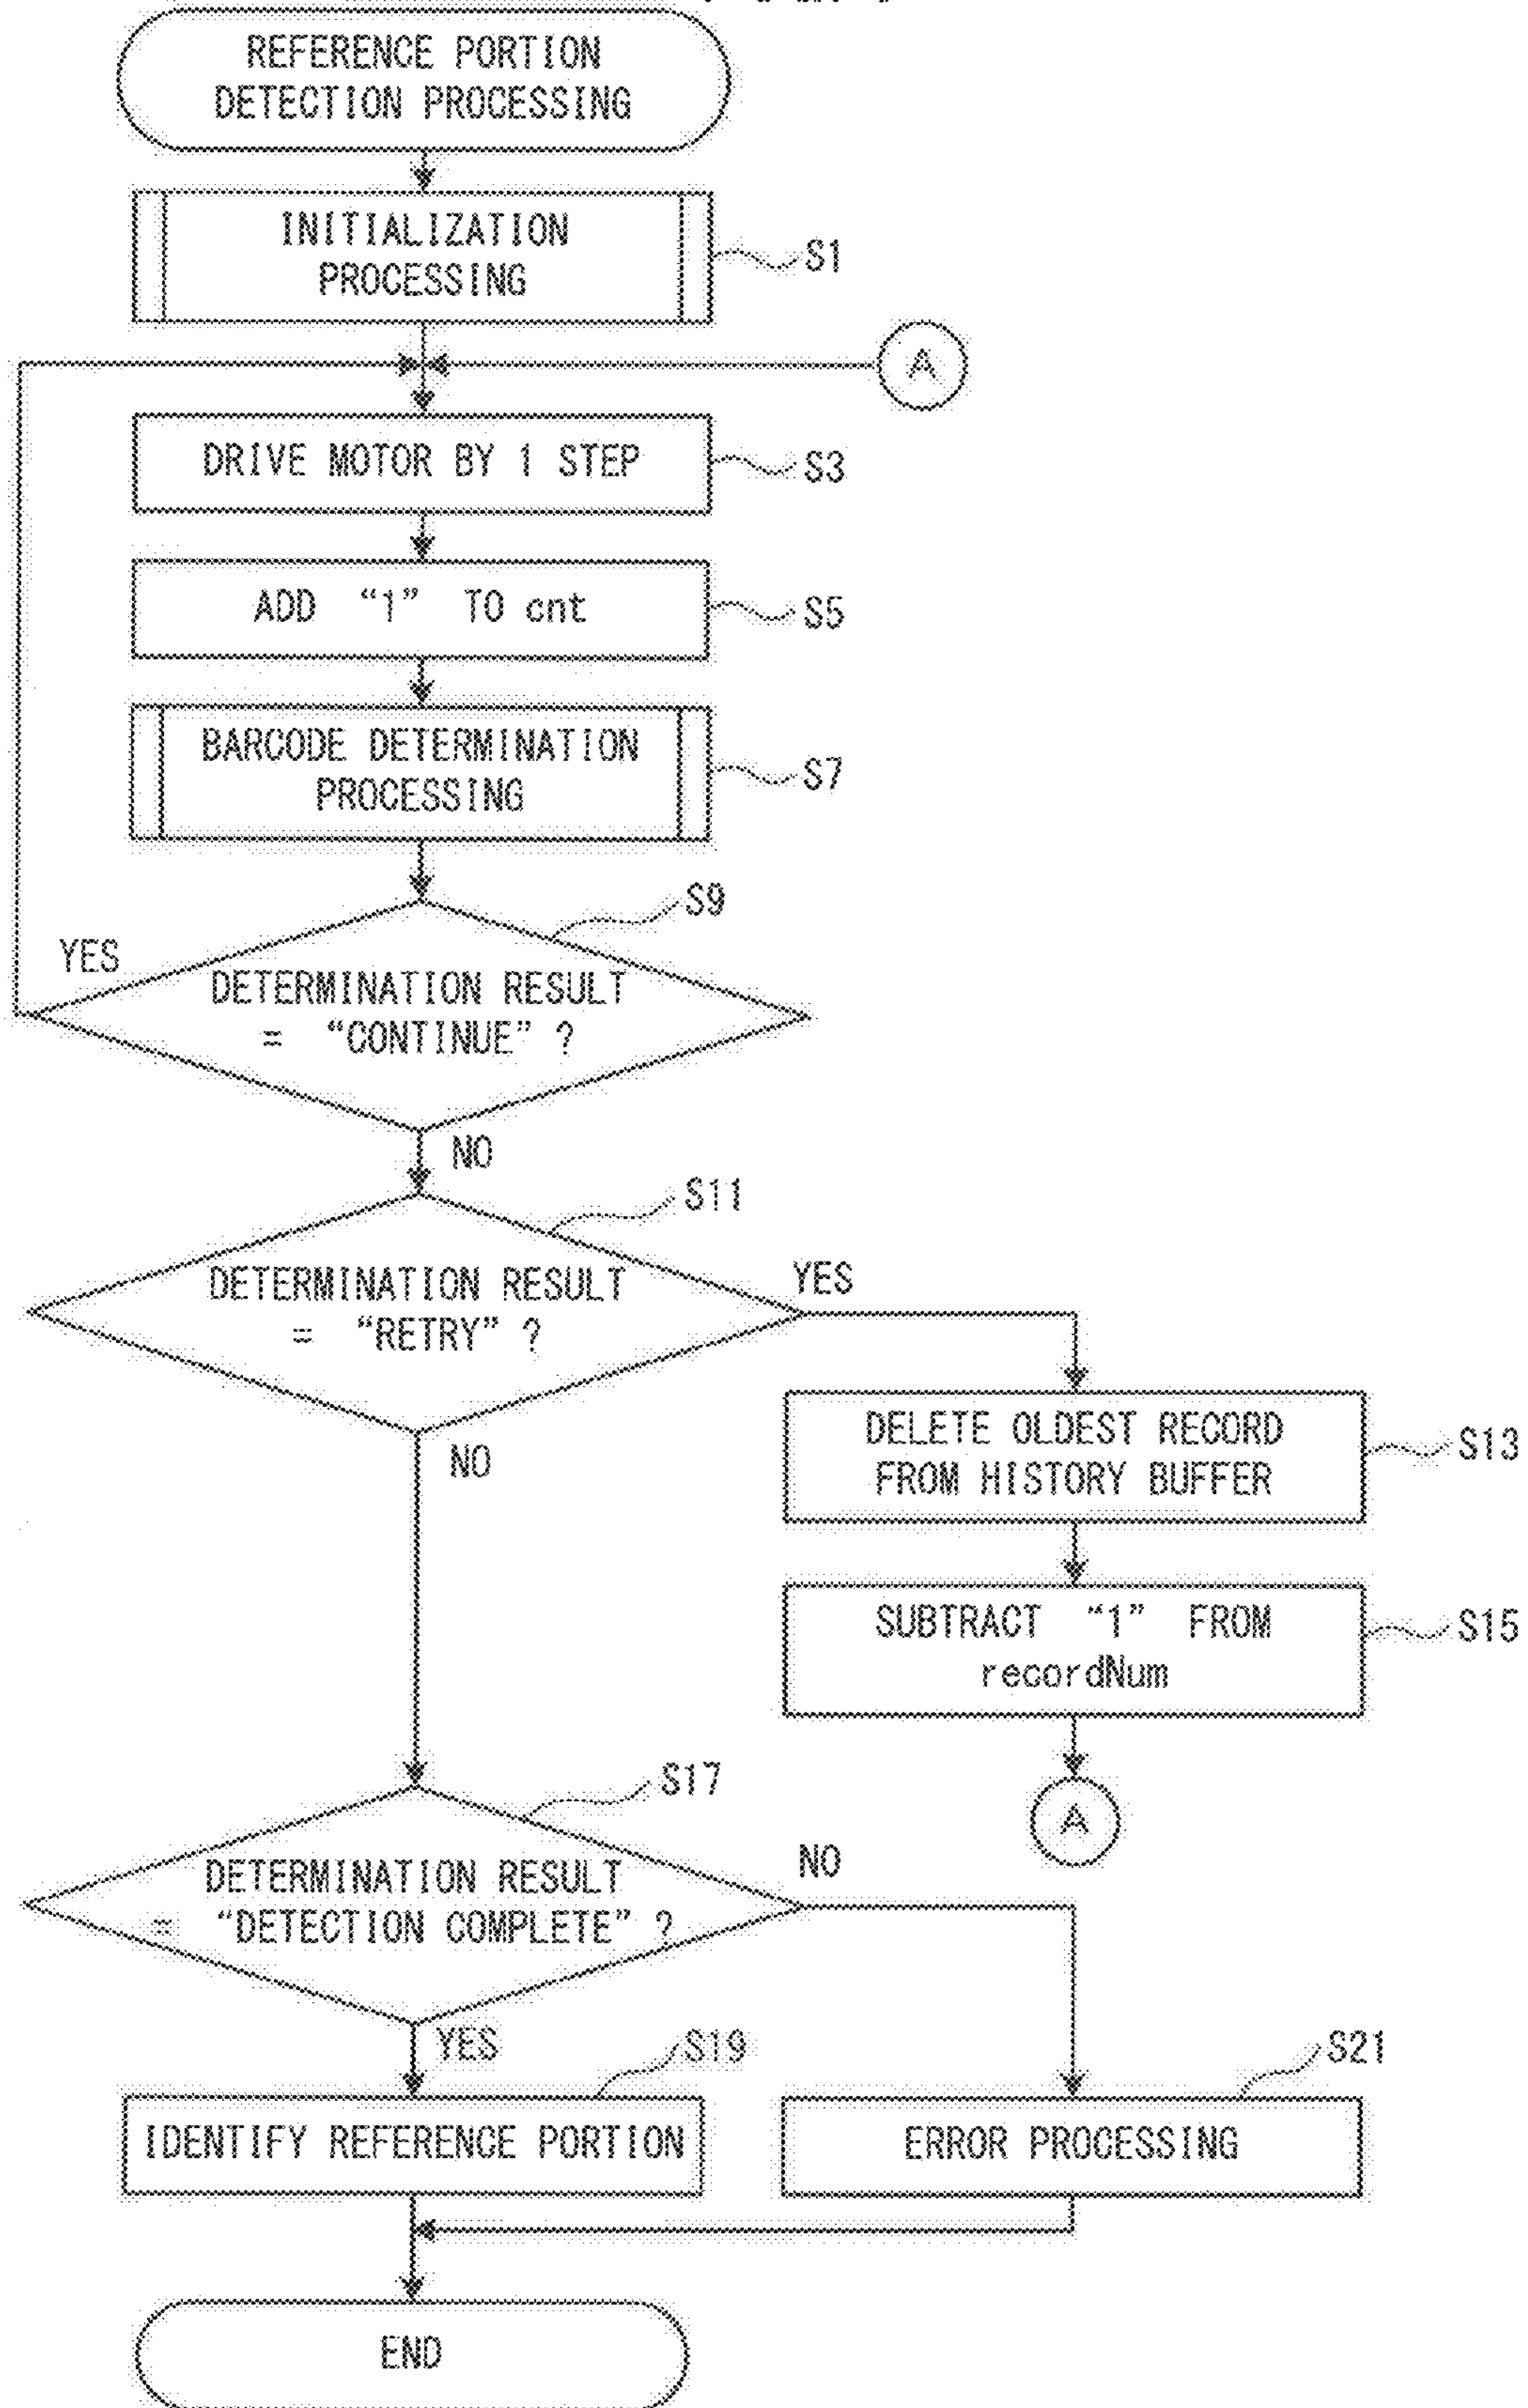 REFERENCE PORTION
DETECTION PROCESSING
INITIALIZATION
PROCESSING
S1
A
DRIVE MOTOR BY 1 STEP
S3
ADD “1” TO cnt
S5
BARCODE DETERMINATION
PROCESSING
S7
S9
YES
DETERMINATION RESULT
= “CONTINUE” ?
NO
S11
DETERMINATION RESULT
= “RETRY” ?
YES
NO
DELETE OLDEST RECORD
FROM HISTORY BUFFER
S13
SUBTRACT “1” FROM
recordNum
S15
A
S17
DETERMINATION RESULT
= “DETECTION COMPLETE” ?
NO
YES
S19
S21
IDENTIFY REFERENCE PORTION
ERROR PROCESSING
END